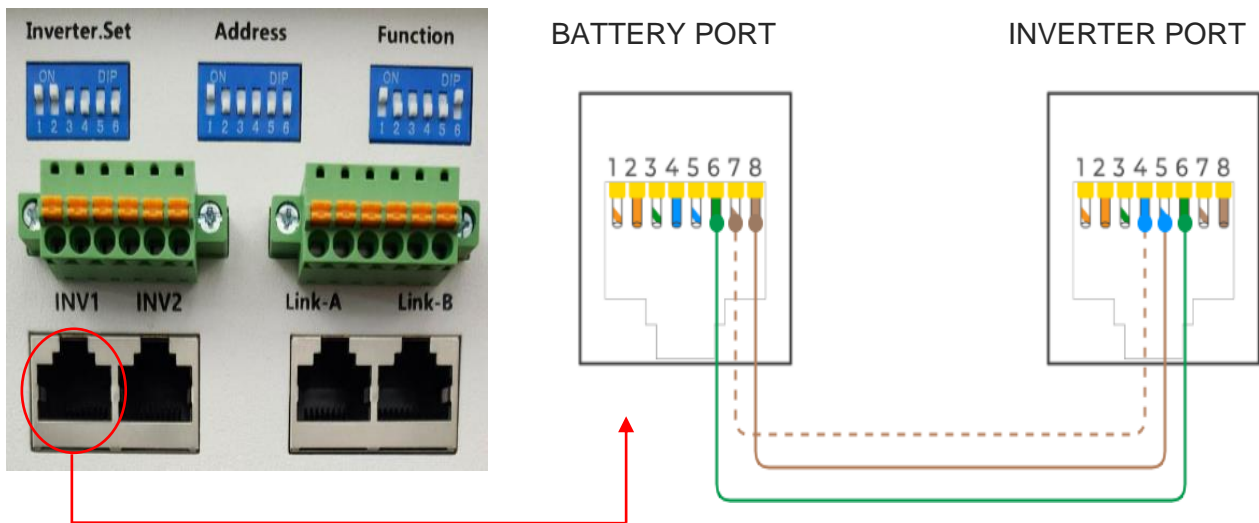 Inverter.Set Address Function
ON DIP ON DIP ON DIP
1 2 3 4 5 6 1 2 3 4 5 6 1 2 3 4 5 6
INV1 INV2 Link-A Link-B
BATTERY PORT INVERTER PORT
1 2 3 4 5 6 7 8 1 2 3 4 5 6 7 8